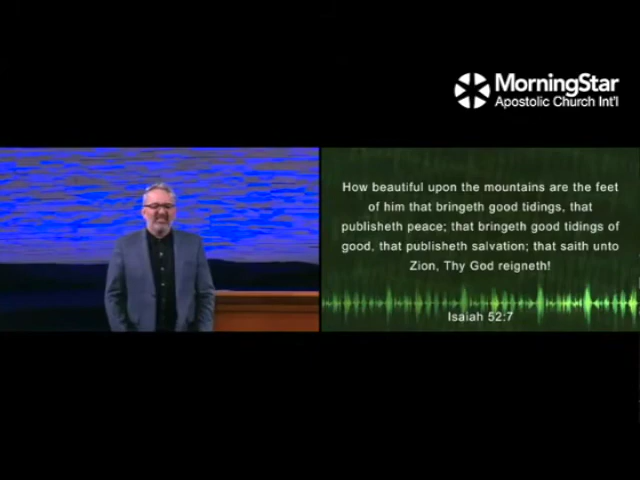 MorningStar
Apostolic Church Int'l
How beautiful upon the mountains are the feet
of him that bringeth good tidings, that
publisheth peace; that bringeth good tidings of
good, that publisheth salvation; that saith unto
Zion, Thy God reigneth!
Isaiah 52:7